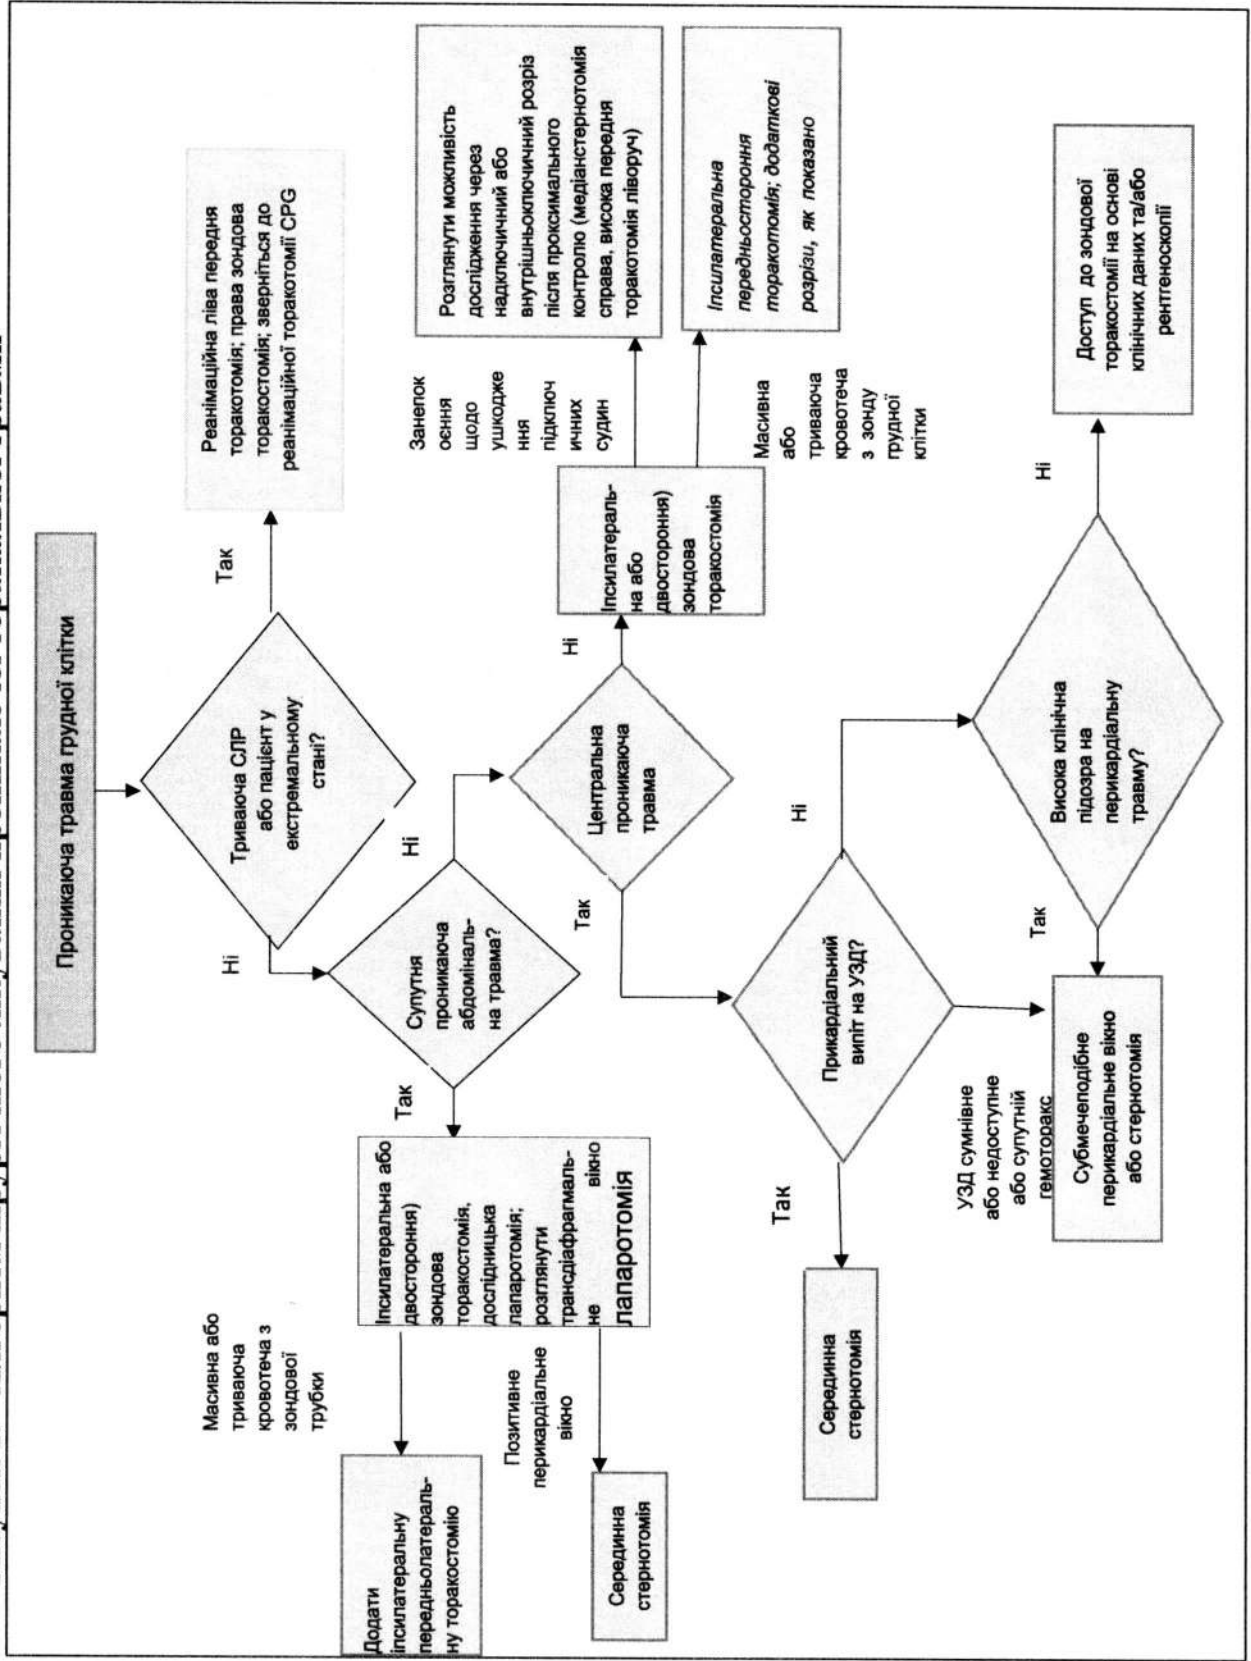 Проникаюча травма грудної клітки
Триваюча СЛР
або пацієнт у
екстремальному
стані?
Так
Реанімаційна ліва передня
торакотомія; права зондова
торакостомія; зверніться до
реанімаційної торакотомії CPG
Ні
Супутня
проникаюча
абдоміналь-
на травма?
Ні
Центральна
проникаюча
травма
Ні
Іпсилатераль-
на або
двостороння)
зондова
торакостомія
Занепок
оєння
щодо
ушкодже
ння
підключ
ичних
судин
Розглянути можливість
дослідження через
надключичний або
внутрішньоключичний розріз
після проксимального
контролю (медіанстернотомія
справа, висока передня
торакотомія ліворуч)
Масивна
або
триваюча
кровотеча
з зонду
грудної
клітки
Іпсилатеральна
передньостороння
торакотомія; додаткові
розрізи, як показано
Так
Іпсилатеральна або
двостороння)
зондова
торакостомія,
дослідницька
лапаротомія;
розглянути
трансдіафрагмаль-
не вікно
лапаротомія
Масивна або
триваюча
кровотеча з
зондової
трубки
Додати
іпсилатеральну
передньолатераль-
ну торакостомію
Позитивне
перикардіальне
вікно
Серединна
стернотомія
Так
Прикардіальний
випіт на УЗД?
Так
Серединна
стернотомія
УЗД сумнівне
або недоступне
або супутній
гемоторакс
Субмечеподібне
перикардіальне вікно
або стернотомія
Ні
Висока клінічна
підозра на
перикардіальну
травму?
Так
Ні
Доступ до зондової
торакостомії на основі
клінічних даних та/або
рентгеноскопії